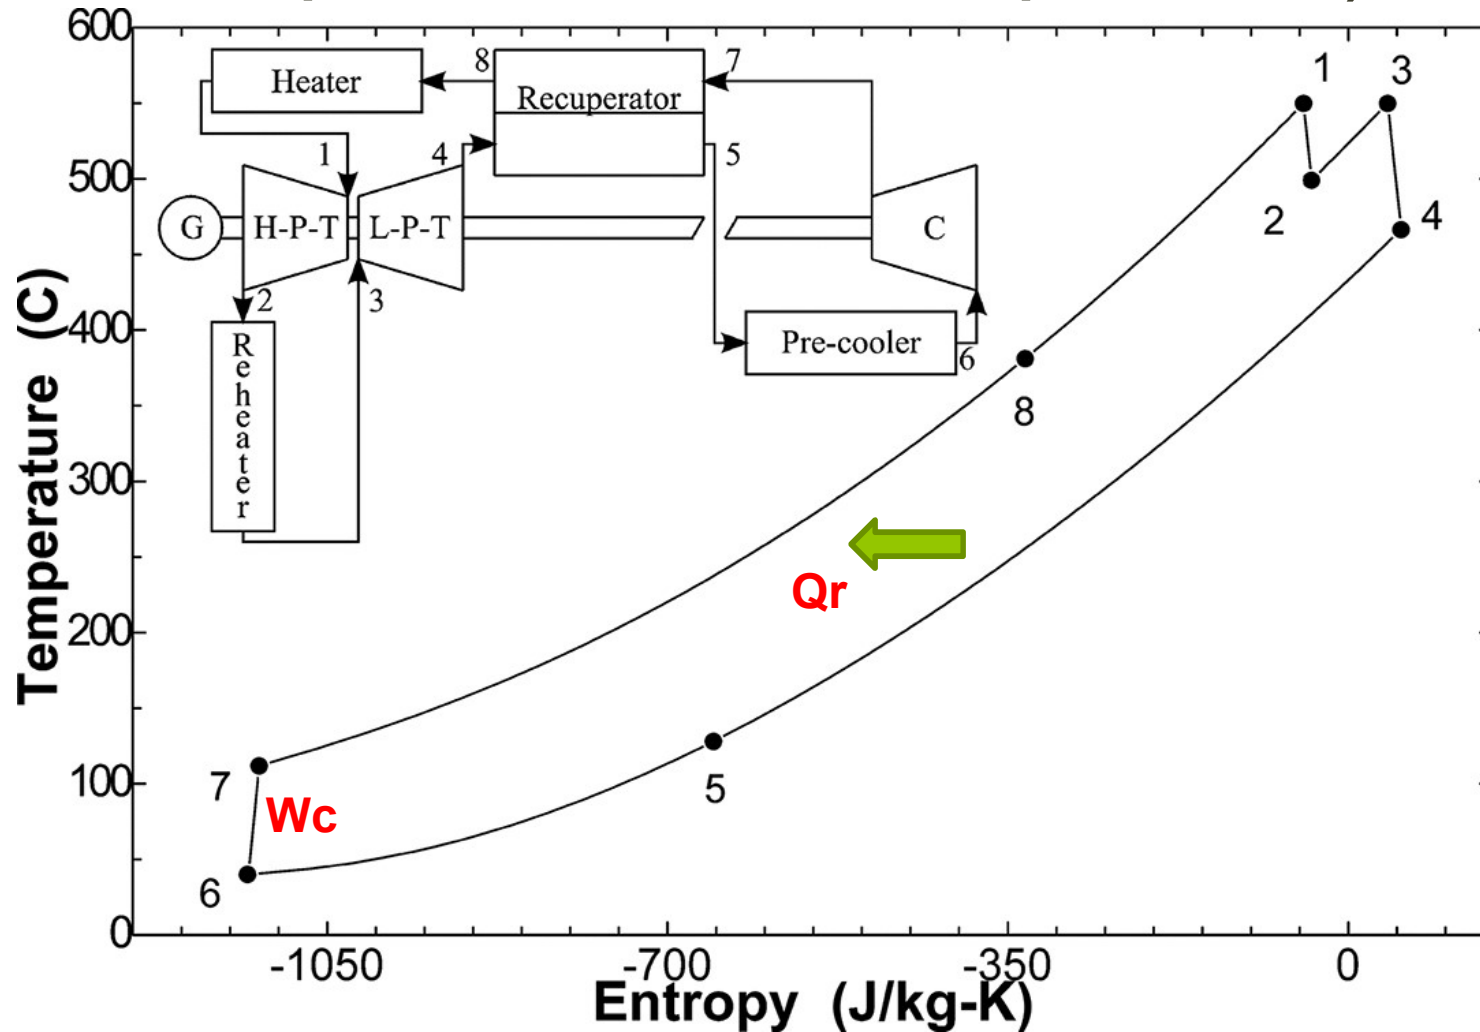 600
500
400
300
200
100
0
Temperature (C)
-1050
-700
-350
0
Entropy (J/kg-K)
Heater
8
Recuperator
7
1
4
5
G
H-P-T
L-P-T
C
2
3
Reheater
Pre-cooler
6
1
3
2
4
8
Qr
5
7
Wc
6